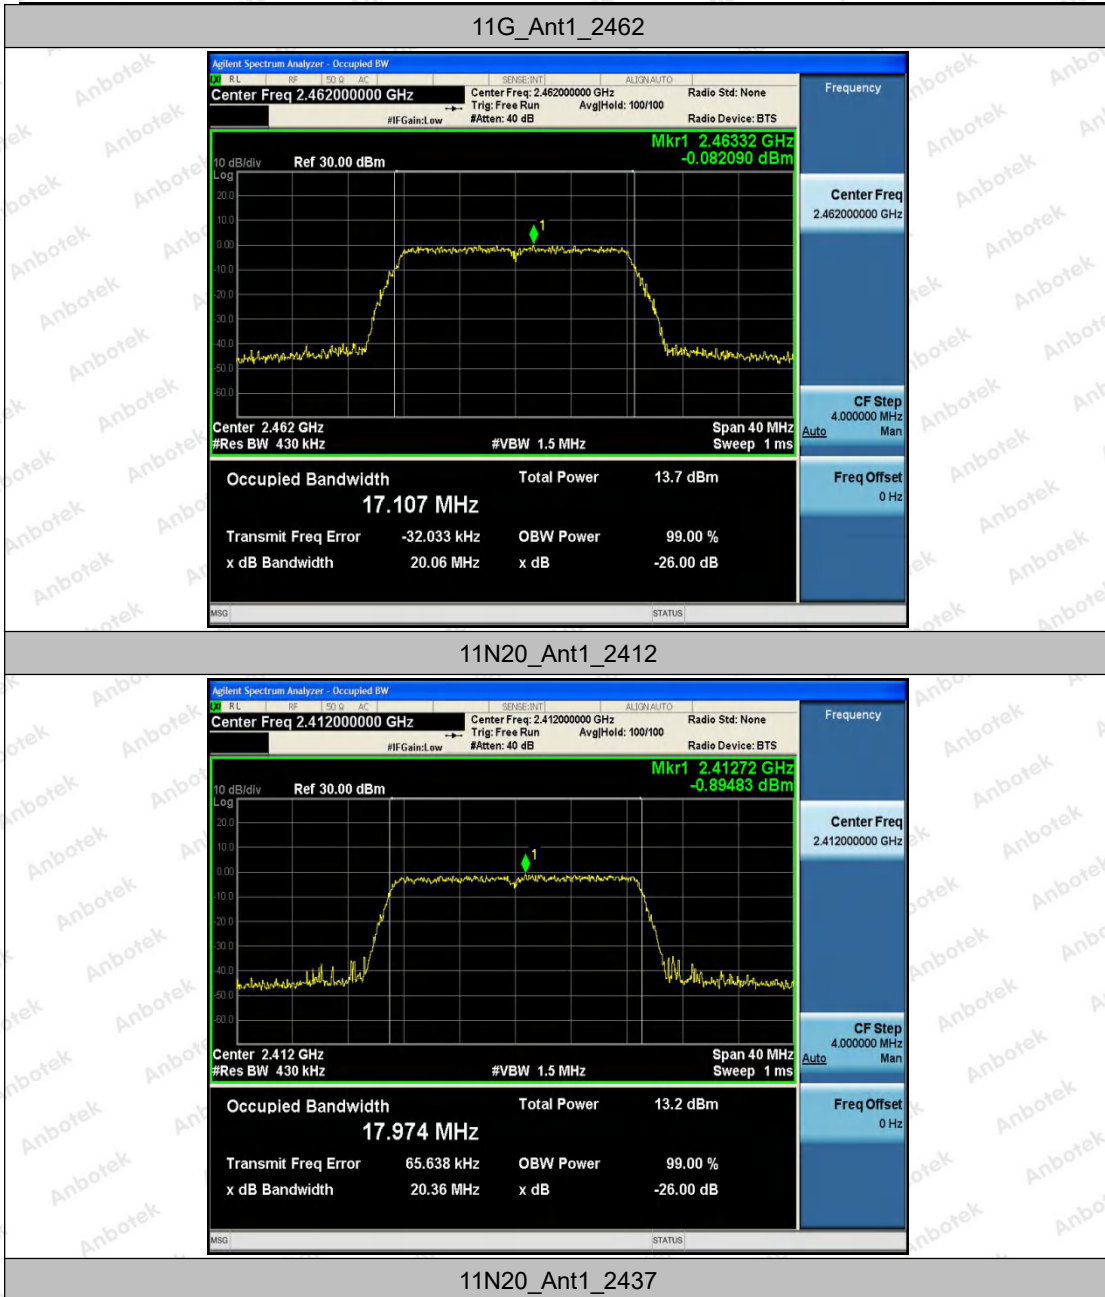 11G_Ant1_2462
Agilent Spectrum Analyzer - Occupied BW
RL RF 50 Ω AC SENSE:INT ALIGN AUTO
Center Freq 2.462000000 GHz
Center Freq: 2.462000000 GHz
Radio Std: None
Trig: Free Run Avg|Hold: 100/100
#IFGain:Low #Atten: 40 dB Radio Device: BTS
Frequency
Mkr1 2.46332 GHz
-0.082090 dBm
10 dB/div Ref 30.00 dBm
Log
20.0
10.0
0.00
-10.0
-20.0
-30.0
-40.0
-50.0
-60.0
1
Center Freq
2.462000000 GHz
CF Step
4.000000 MHz
Auto Man
Center 2.462 GHz Span 40 MHz
#Res BW 430 kHz #VBW 1.5 MHz Sweep 1 ms
Freq Offset
0 Hz
Occupied Bandwidth Total Power 13.7 dBm
17.107 MHz
Transmit Freq Error -32.033 kHz OBW Power 99.00 %
x dB Bandwidth 20.06 MHz x dB -26.00 dB
MSG STATUS
11N20_Ant1_2412
Agilent Spectrum Analyzer - Occupied BW
RL RF 50 Ω AC SENSE:INT ALIGN AUTO
Center Freq 2.412000000 GHz
Center Freq: 2.412000000 GHz
Radio Std: None
Trig: Free Run Avg|Hold: 100/100
#IFGain:Low #Atten: 40 dB Radio Device: BTS
Frequency
Mkr1 2.41272 GHz
-0.89483 dBm
10 dB/div Ref 30.00 dBm
Log
20.0
10.0
0.00
-10.0
-20.0
-30.0
-40.0
-50.0
-60.0
1
Center Freq
2.412000000 GHz
CF Step
4.000000 MHz
Auto Man
Center 2.412 GHz Span 40 MHz
#Res BW 430 kHz #VBW 1.5 MHz Sweep 1 ms
Freq Offset
0 Hz
Occupied Bandwidth Total Power 13.2 dBm
17.974 MHz
Transmit Freq Error 65.638 kHz OBW Power 99.00 %
x dB Bandwidth 20.36 MHz x dB -26.00 dB
MSG STATUS
11N20_Ant1_2437
Anbotek